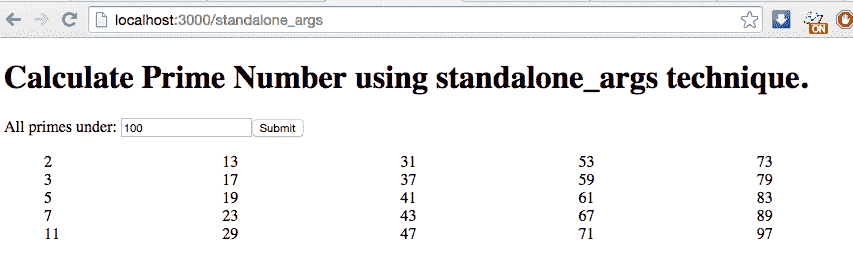 localhost:3000/standalone_args
ON
Calculate Prime Number using standalone_args technique.
All primes under: 100 Submit
2 13 31 53 73
3 17 37 59 79
5 19 41 61 83
7 23 43 67 89
11 29 47 71 97